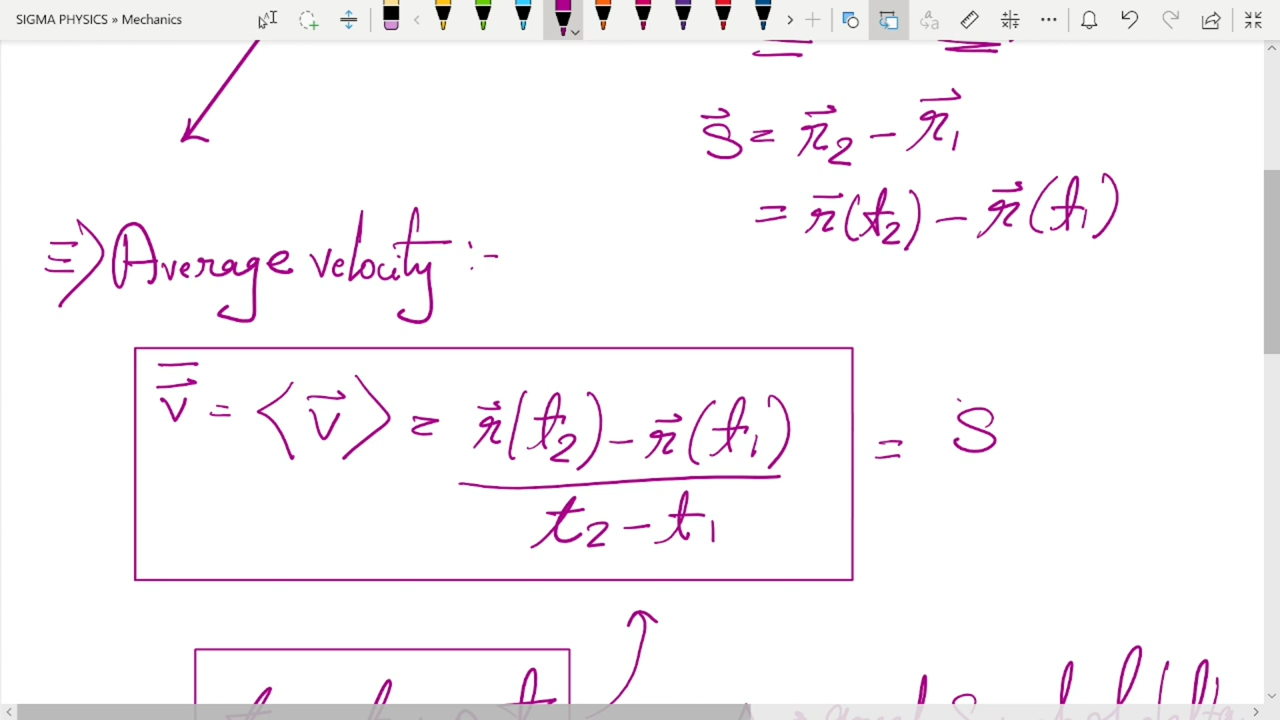 SIGMA PHYSICS » Mechanics
S⃗ = r⃗₂ − r⃗₁
= r⃗(t₂) − r⃗(t₁)
⇒ Average velocity :-
v⃗̅ = ⟨v⃗⟩ = r⃗(t₂) − r⃗(t₁) / t₂ − t₁ = S